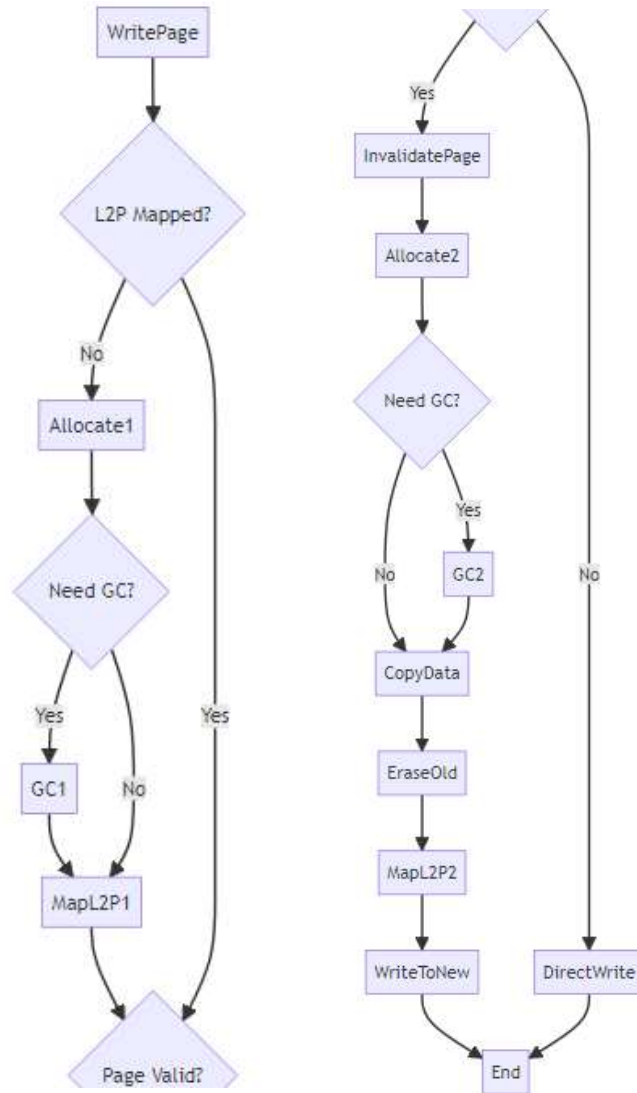 WritePage
L2P Mapped?
No
Allocate1
Need GC?
Yes
No
GC1
Yes
MapL2P1
Page Valid?
Yes
InvalidatePage
Allocate2
Need GC?
Yes
No
GC2
No
CopyData
EraseOld
MapL2P2
WriteToNew
DirectWrite
End